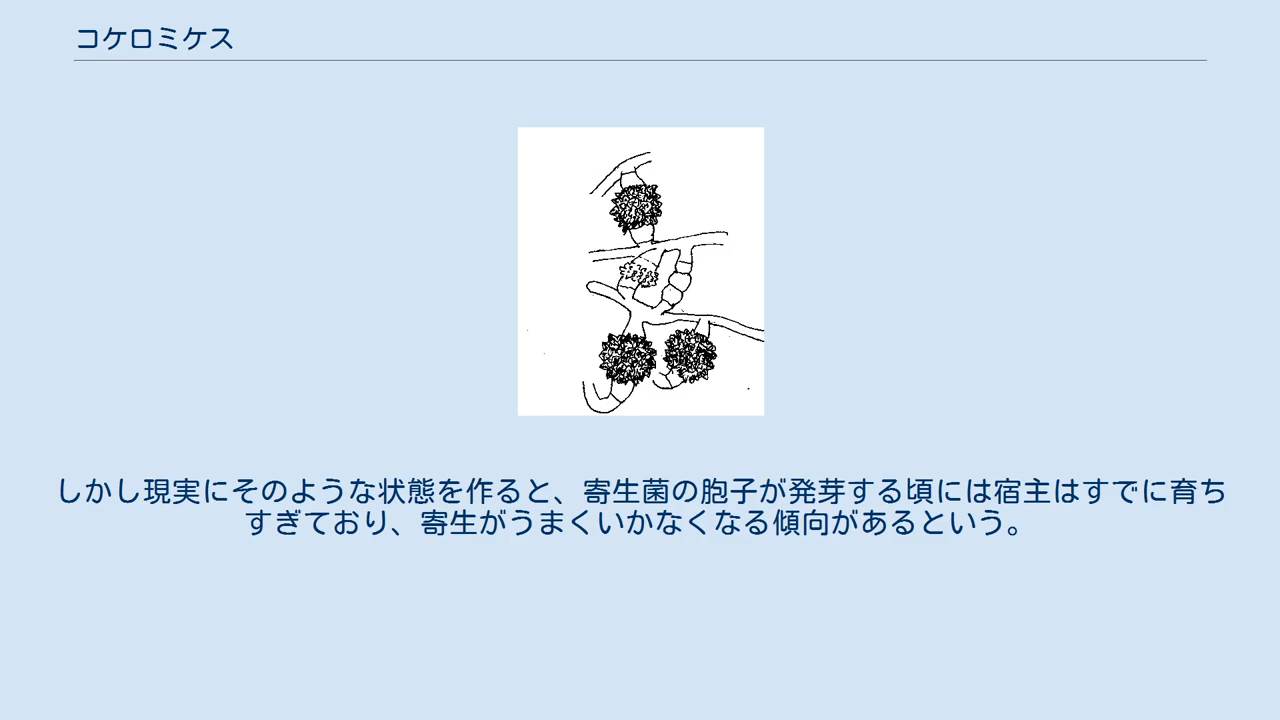 コケロミケス
しかし現実にそのような状態を作ると、寄生菌の胞子が発芽する頃には宿主はすでに育ち
すぎており、寄生がうまくいかなくなる傾向があるという。